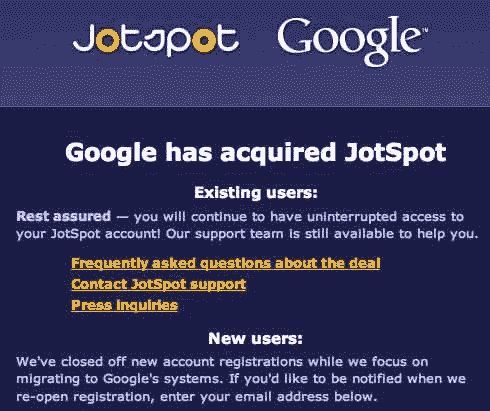 Jotspot Google™
Google has acquired JotSpot
Existing users:
Rest assured — you will continue to have uninterrupted access to
your JotSpot account! Our support team is still available to help you.
Frequently asked questions about the deal
Contact JotSpot support
Press inquiries
New users:
We've closed off new account registrations while we focus on
migrating to Google's systems. If you'd like to be notified when we
re-open registration, enter your email address below.